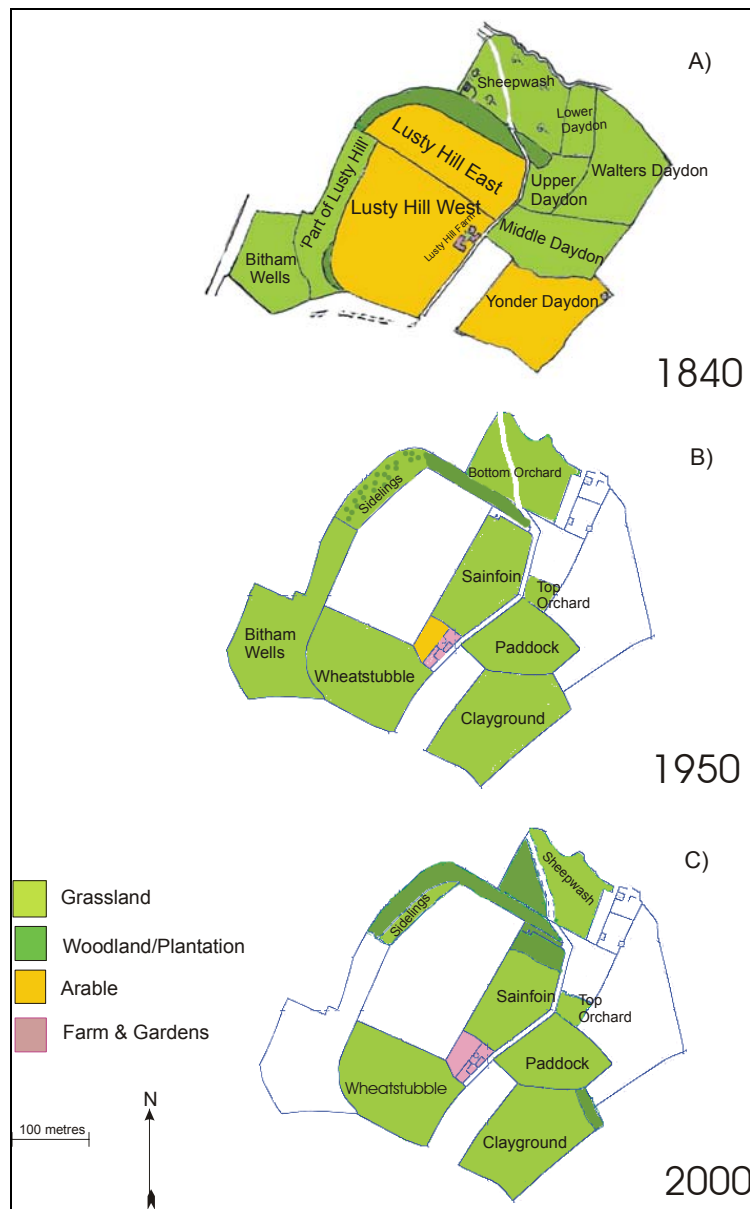 A)
Sheepwash
Lower
Daydon
Lusty Hill East
Walters Daydon
Upper
Daydon
'Part of Lusty Hill'
Lusty Hill West
Lusty Hill Farm
Middle Daydon
Bitham
Wells
Yonder Daydon
1840
B)
Bottom Orchard
Sidelings
Sainfoin
Top
Orchard
Bitham
Wells
Paddock
Wheatstubble
Clayground
1950
C)
Sheepwash
Grassland
Sidelings
Woodland/Plantation
Sainfoin
Top
Orchard
Arable
Farm & Gardens
Paddock
Wheatstubble
N
100 metres
Clayground
2000